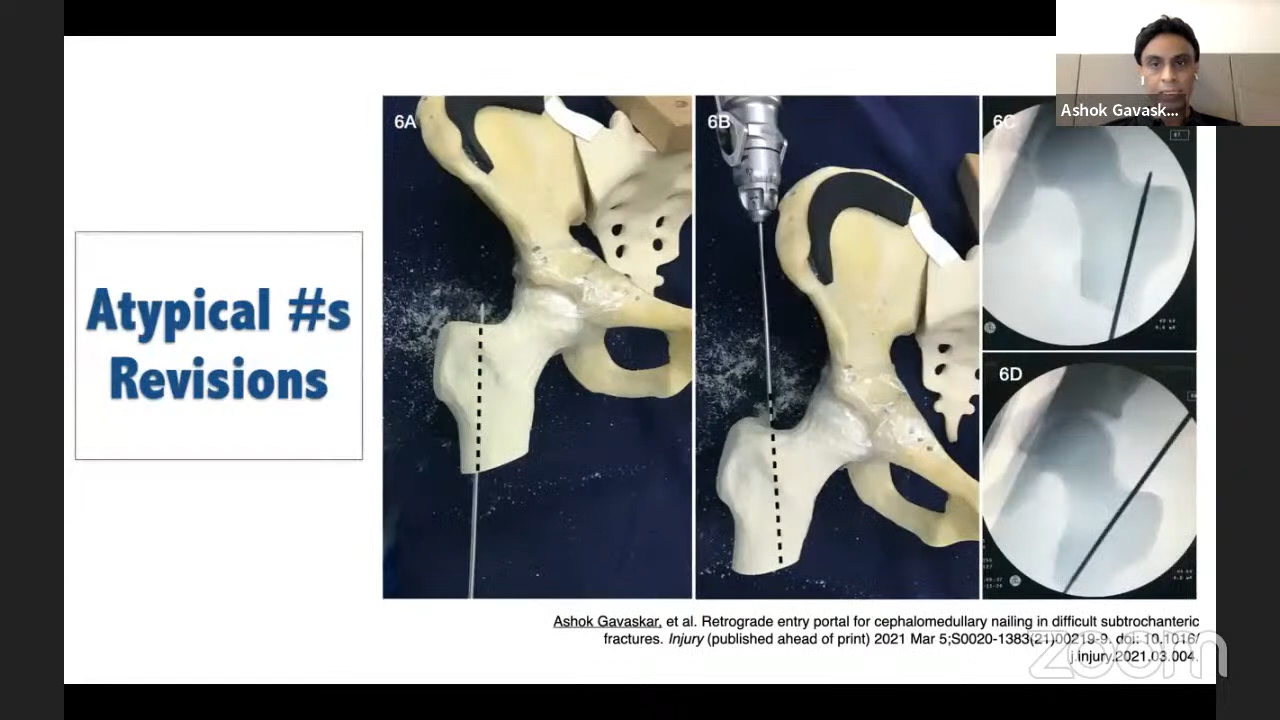 Ashok Gavask...
6A
6B
6C
6D
Atypical #s
Revisions
Ashok Gavaskar, et al. Retrograde entry portal for cephalomedullary nailing in difficult subtrochanteric
fractures. Injury (published ahead of print) 2021 Mar 5;S0020-1383(21)00219-9. doi: 10.1016/
j.injury.2021.03.004.
zoom